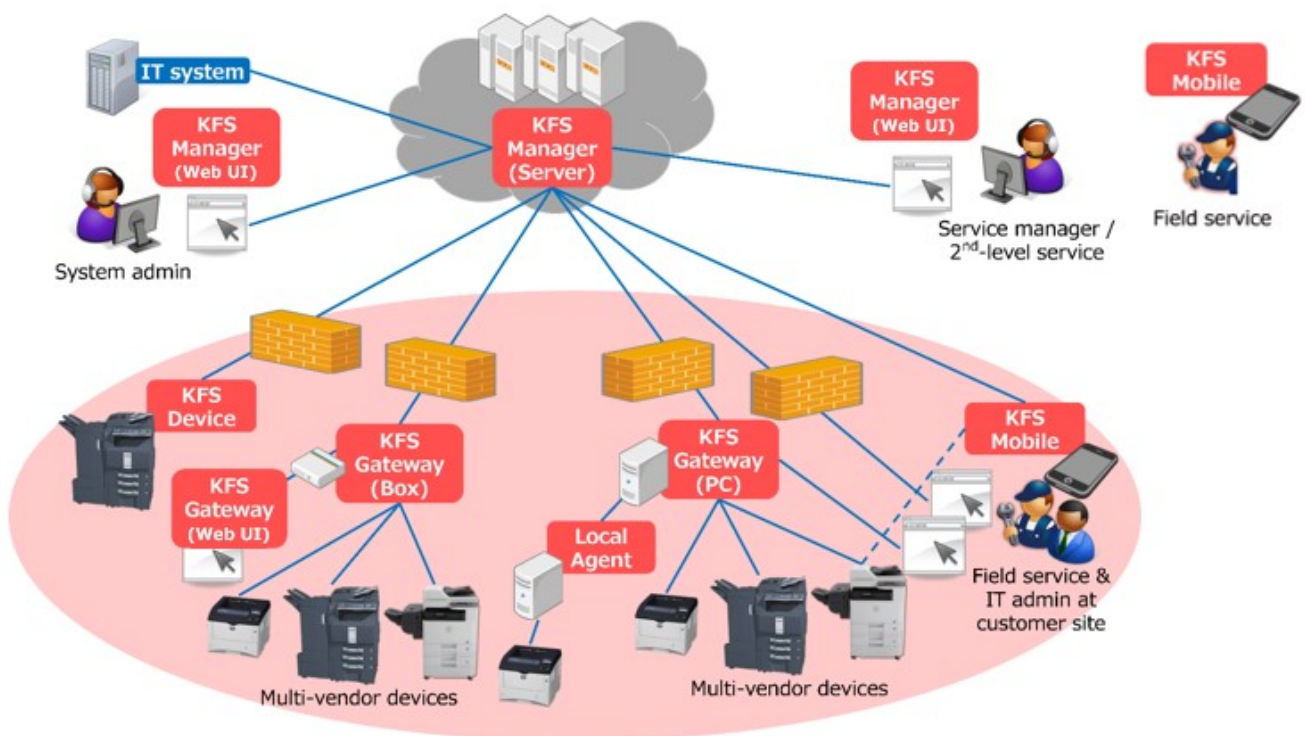 IT system
KFS
Manager
(Web UI)
System admin
KFS
Manager
(Server)
KFS
Manager
(Web UI)
Service manager /
2nd-level service
KFS
Mobile
Field service
KFS
Device
KFS
Gateway
(Box)
KFS
Gateway
(Web UI)
Multi-vendor devices
Local
Agent
KFS
Gateway
(PC)
Multi-vendor devices
KFS
Mobile
Field service &
IT admin at
customer site